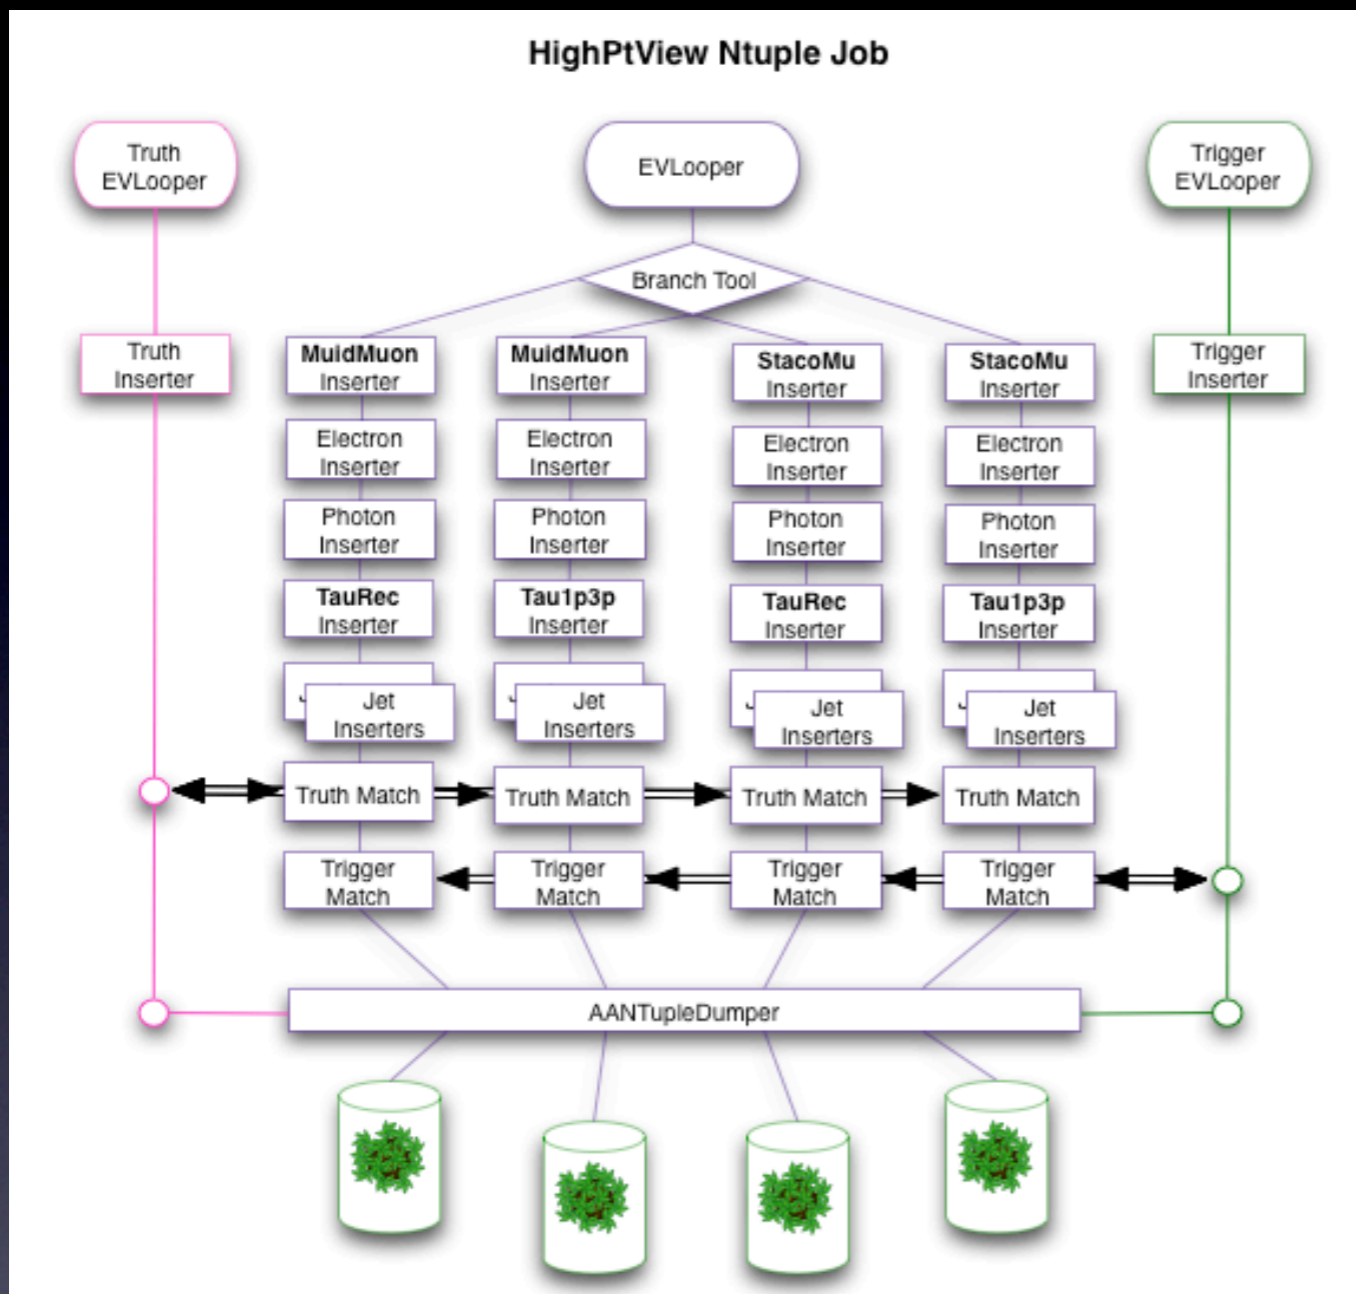 HighPtView Ntuple Job
Truth
EVLooper
EVLooper
Trigger
EVLooper
Branch Tool
Truth
Inserter
MuidMuon
Inserter
MuidMuon
Inserter
StacoMu
Inserter
StacoMu
Inserter
Trigger
Inserter
Electron
Inserter
Electron
Inserter
Electron
Inserter
Electron
Inserter
Photon
Inserter
Photon
Inserter
Photon
Inserter
Photon
Inserter
TauRec
Inserter
Tau1p3p
Inserter
TauRec
Inserter
Tau1p3p
Inserter
Jet
Inserters
Jet
Inserters
Jet
Inserters
Jet
Inserters
Truth Match
Truth Match
Truth Match
Truth Match
Trigger
Match
Trigger
Match
Trigger
Match
Trigger
Match
AANTupleDumper